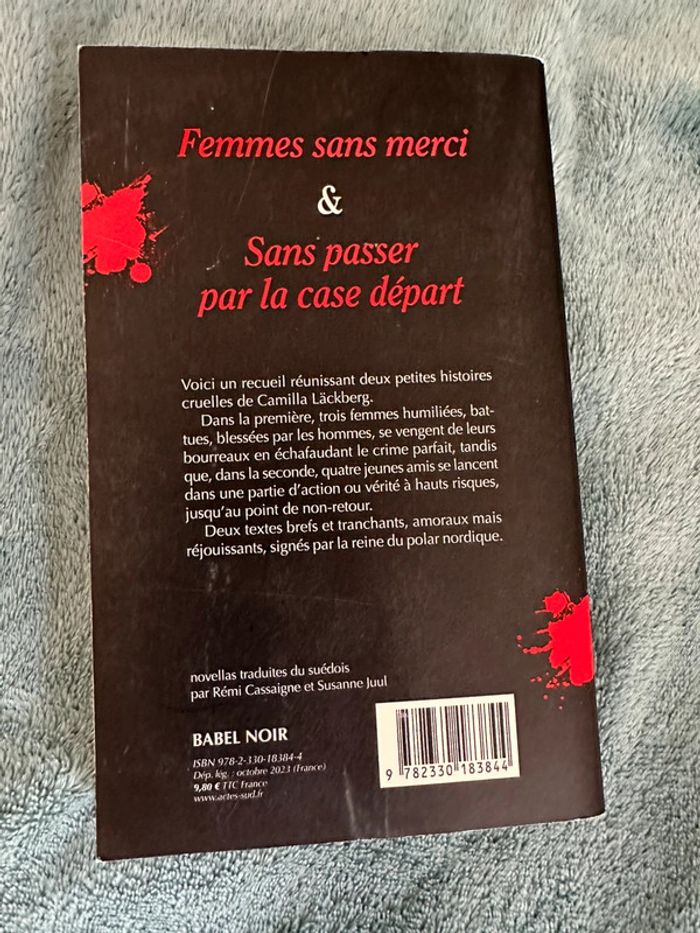 Femmes sans merci
&
Sans passer
par la case départ
Voici un recueil réunissant deux petites histoires
cruelles de Camilla Läckberg.
Dans la première, trois femmes humiliées, bat-
tues, blessées par les hommes, se vengent de leurs
bourreaux en échafaudant le crime parfait, tandis
que, dans la seconde, quatre jeunes amis se lancent
dans une partie d'action ou vérité à hauts risques,
jusqu'au point de non-retour.
Deux textes brefs et tranchants, amoraux mais
réjouissants, signés par la reine du polar nordique.
novellas traduites du suédois
par Rémi Cassaigne et Susanne Juul
BABEL NOIR
ISBN 978-2-330-18384-4
Dép. lég. : octobre 2023 (France)
9,80 € TTC France
www.actes-sud.fr
9 782330 183844